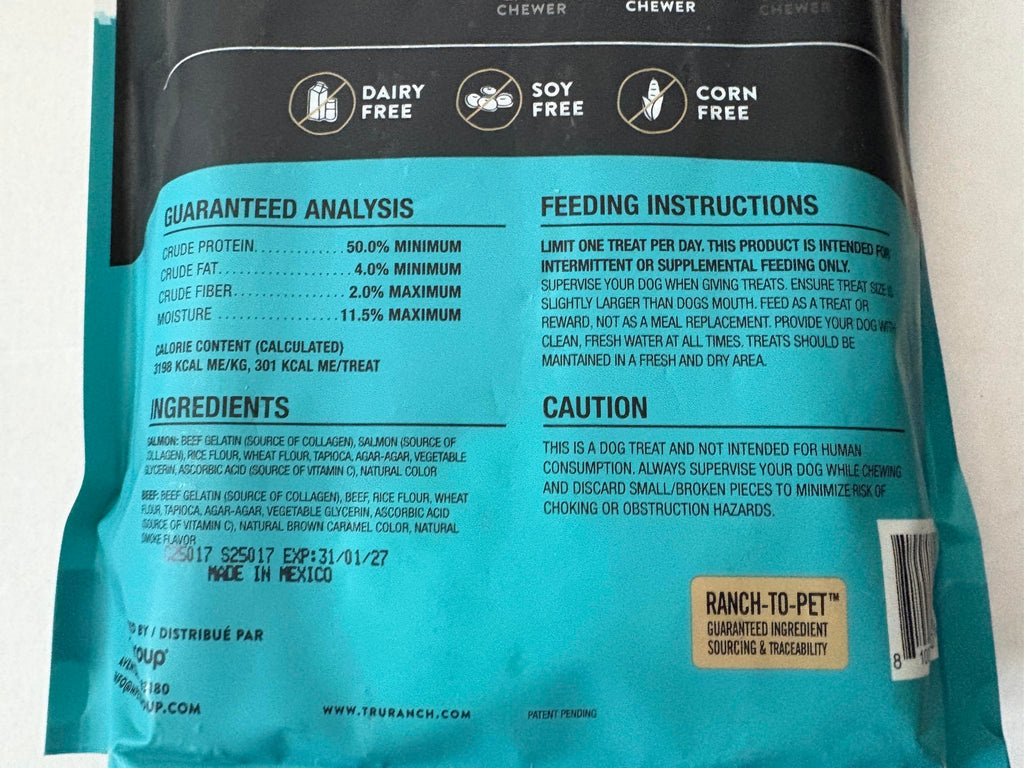 CHEWER
CHEWER
CHEWER
DAIRY
FREE
SOY
FREE
CORN
FREE
GUARANTEED ANALYSIS
CRUDE PROTEIN.................50.0% MINIMUM
CRUDE FAT.......................4.0% MINIMUM
CRUDE FIBER....................2.0% MAXIMUM
MOISTURE ....................11.5% MAXIMUM
CALORIE CONTENT (CALCULATED)
3198 KCAL ME/KG, 301 KCAL ME/TREAT
INGREDIENTS
SALMON: BEEF GELATIN (SOURCE OF COLLAGEN), SALMON (SOURCE OF
COLLAGEN), RICE FLOUR, WHEAT FLOUR, TAPIOCA, AGAR-AGAR, VEGETABLE
GLYCERIN, ASCORBIC ACID (SOURCE OF VITAMIN C), NATURAL COLOR
BEEF: BEEF GELATIN (SOURCE OF COLLAGEN), BEEF, RICE FLOUR, WHEAT
FLOUR, TAPIOCA, AGAR-AGAR, VEGETABLE GLYCERIN, ASCORBIC ACID
(SOURCE OF VITAMIN C), NATURAL BROWN CARAMEL COLOR, NATURAL
SMOKE FLAVOR
S25017 S25017 EXP:31/01/27
MADE IN MEXICO
BY / DISTRIBUÉ PAR
WWW.TRURANCH.COM
PATENT PENDING
FEEDING INSTRUCTIONS
LIMIT ONE TREAT PER DAY. THIS PRODUCT IS INTENDED FOR
INTERMITTENT OR SUPPLEMENTAL FEEDING ONLY.
SUPERVISE YOUR DOG WHEN GIVING TREATS. ENSURE TREAT SIZE IS
SLIGHTLY LARGER THAN DOGS MOUTH. FEED AS A TREAT OR
REWARD, NOT AS A MEAL REPLACEMENT. PROVIDE YOUR DOG WITH
CLEAN, FRESH WATER AT ALL TIMES. TREATS SHOULD BE
MAINTAINED IN A FRESH AND DRY AREA.
CAUTION
THIS IS A DOG TREAT AND NOT INTENDED FOR HUMAN
CONSUMPTION. ALWAYS SUPERVISE YOUR DOG WHILE CHEWING
AND DISCARD SMALL/BROKEN PIECES TO MINIMIZE RISK OF
CHOKING OR OBSTRUCTION HAZARDS.
RANCH-TO-PET™
GUARANTEED INGREDIENT
SOURCING & TRACEABILITY
8